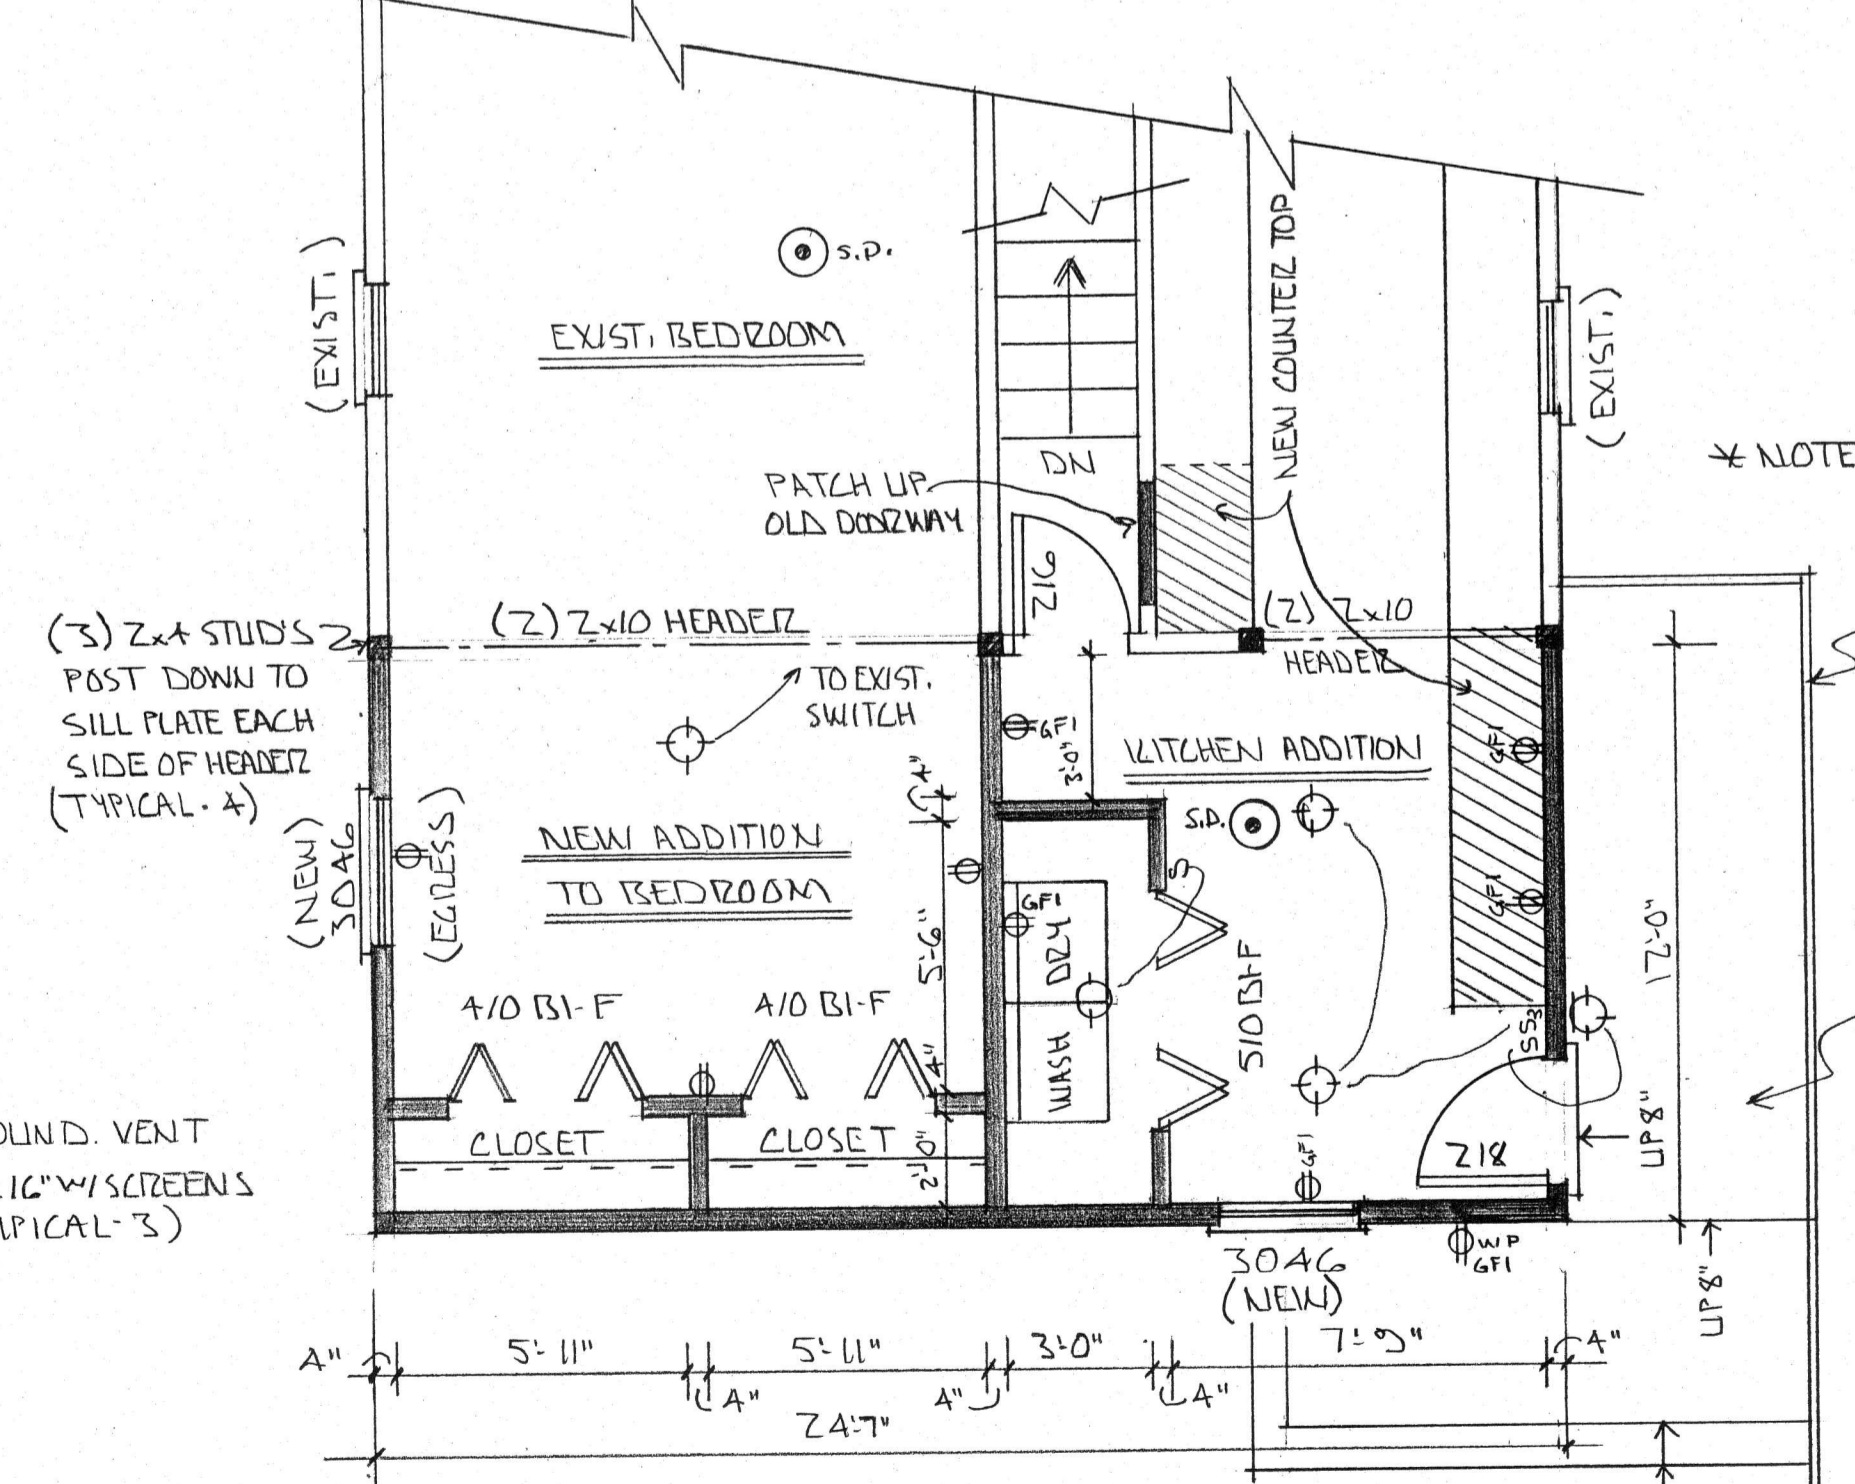 S.D.
(EXIST.)
EXIST. BEDROOM
NEW COUNTER TOP
(EXIST.)
* NOTE
DN
PATCH UP
OLD DOORWAY
216
(3) 2x4 STUD'S
POST DOWN TO
SILL PLATE EACH
SIDE OF HEADER
(TYPICAL - 4)
(2) 2x10 HEADER
(2) 2x10
HEADER
TO EXIST.
SWITCH
GFI
3'-0"
KITCHEN ADDITION
GFI
4"
S.D.
(NEW)
3046
(EGRESS)
NEW ADDITION
TO BEDROOM
S3
GFI
DRY
GFI
5'-6"
12'-0"
4/0 BI-F
4/0 BI-F
510 BI-F
SS3
WASH
4"
UP 8"
OUND. VENT
16" W/SCREENS
PICAL-3)
CLOSET
CLOSET
2'-0"
GFI
218
3046
(NEW)
WP
GFI
UP 8"
4"
5'-11"
5'-11"
3'-0"
7'-9"
4"
4"
4"
4"
24'-7"